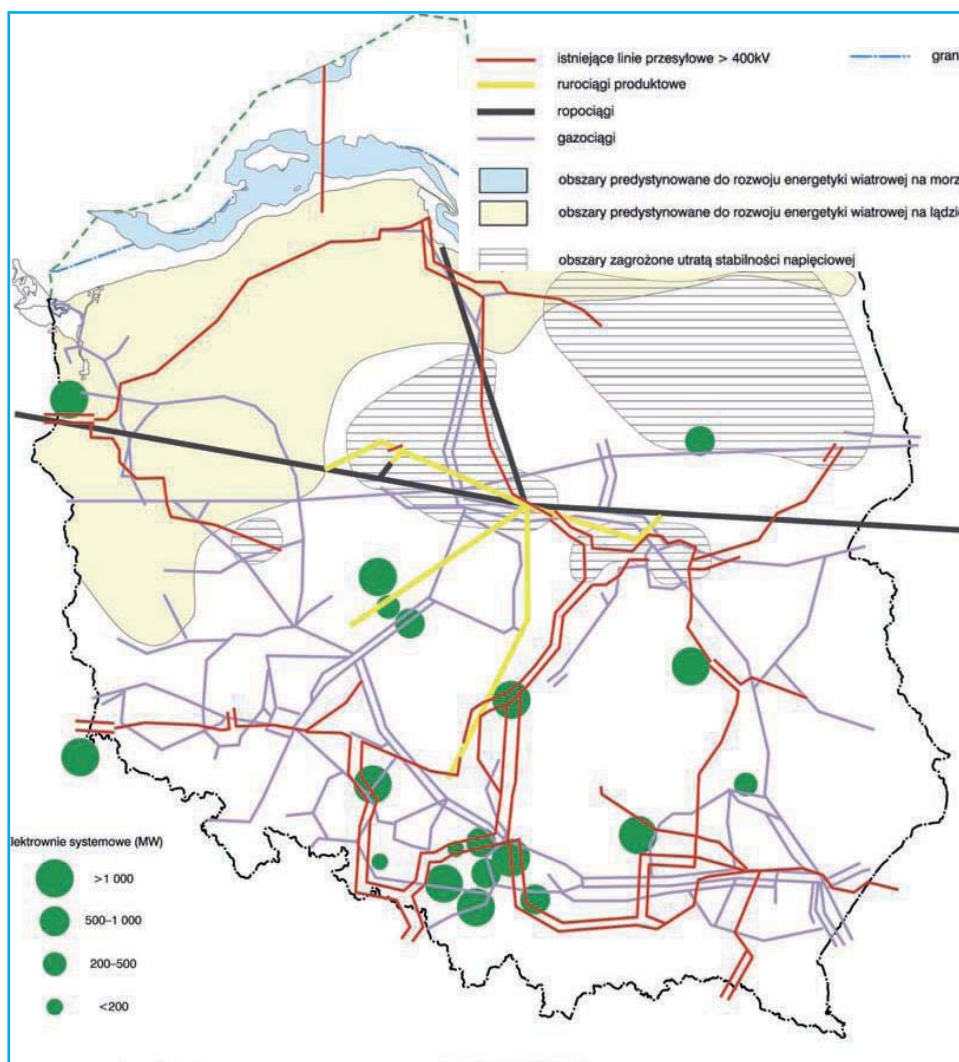 istniejące linie przesyłowe > 400kV
gran
rurociągi produktowe
ropociągi
gazociągi
obszary predystynowane do rozwoju energetyki wiatrowej na morz
obszary predystynowane do rozwoju energetyki wiatrowej na lądzie
obszary zagrożone utratą stabilności napięciowej
lektrownie systemowe (MW)
>1 000
500–1 000
200–500
<200